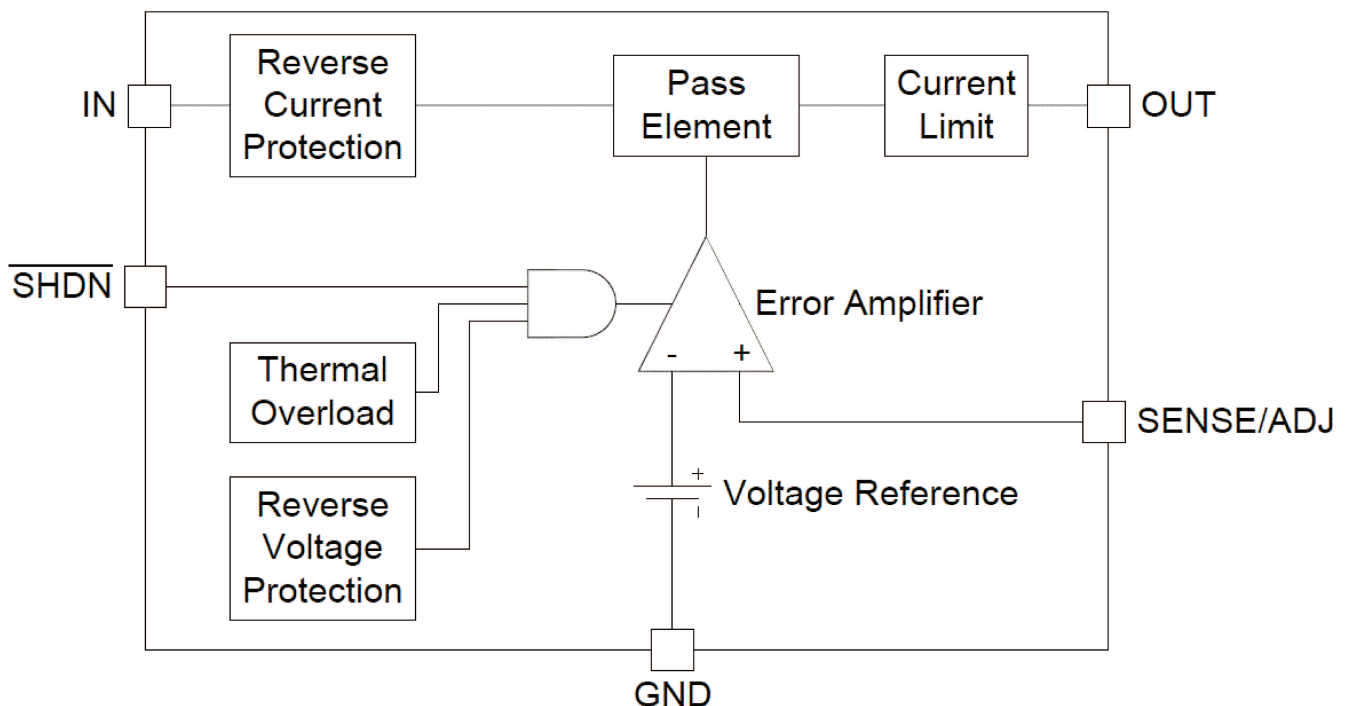 Reverse
Current
Protection
Pass
Element
Current
Limit
IN
OUT
SHDN
Error Amplifier
- +
Thermal
Overload
SENSE/ADJ
+
Voltage Reference
-
Reverse
Voltage
Protection
GND